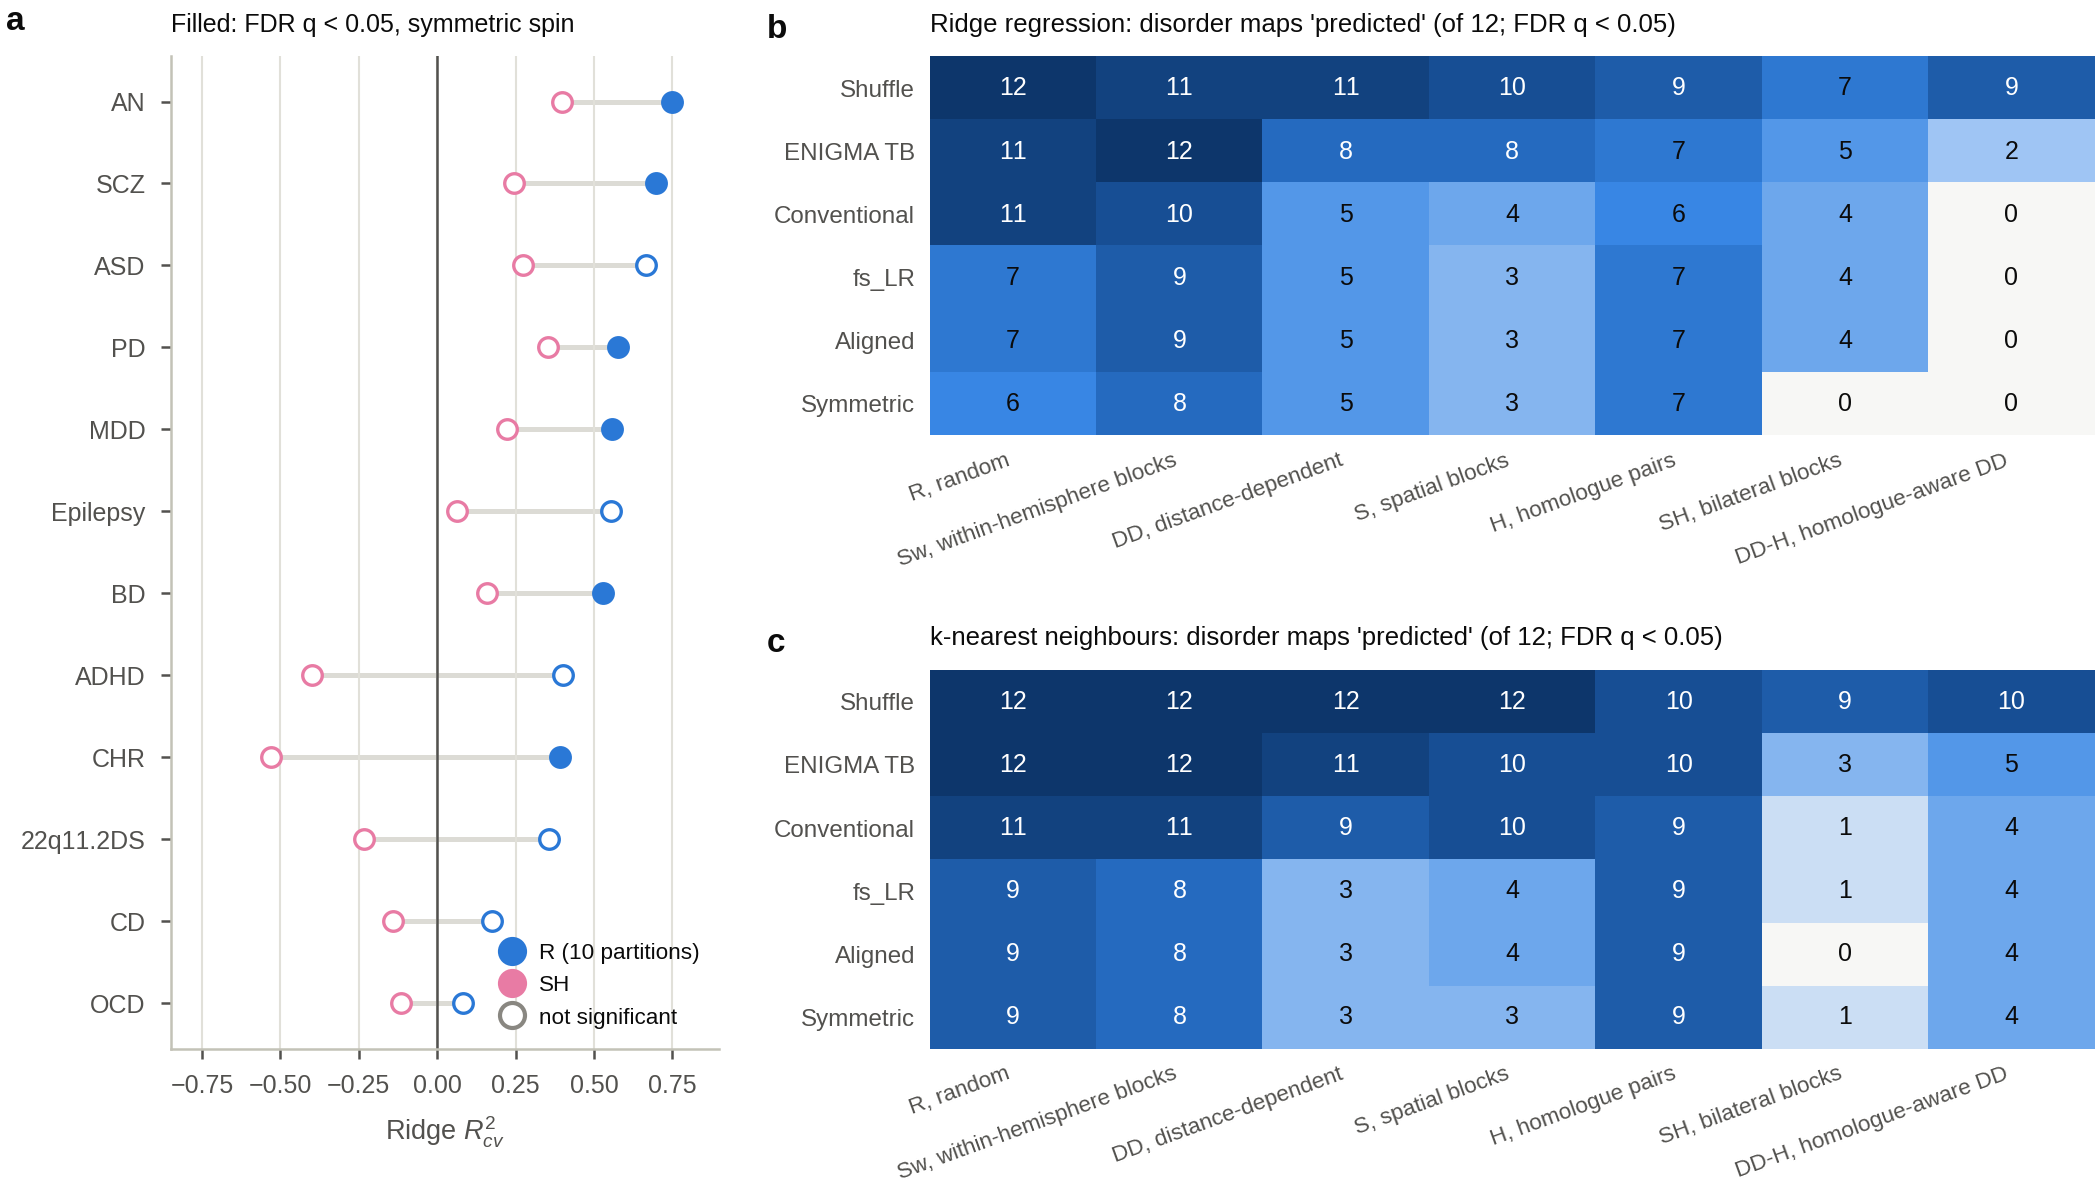 a
Filled: FDR q < 0.05, symmetric spin
AN
SCZ
ASD
PD
MDD
Epilepsy
BD
ADHD
CHR
22q11.2DS
CD
OCD
R (10 partitions)
SH
not significant
−0.75 −0.50 −0.25 0.00 0.25 0.50 0.75
Ridge R²cv
b
Ridge regression: disorder maps 'predicted' (of 12; FDR q < 0.05)
Shuffle 12 11 11 10 9 7 9
ENIGMA TB 11 12 8 8 7 5 2
Conventional 11 10 5 4 6 4 0
fs_LR 7 9 5 3 7 4 0
Aligned 7 9 5 3 7 4 0
Symmetric 6 8 5 3 7 0 0
R, random
Sw, within-hemisphere blocks
DD, distance-dependent
S, spatial blocks
H, homologue pairs
SH, bilateral blocks
DD-H, homologue-aware DD
c
k-nearest neighbours: disorder maps 'predicted' (of 12; FDR q < 0.05)
Shuffle 12 12 12 12 10 9 10
ENIGMA TB 12 12 11 10 10 3 5
Conventional 11 11 9 10 9 1 4
fs_LR 9 8 3 4 9 1 4
Aligned 9 8 3 4 9 0 4
Symmetric 9 8 3 3 9 1 4
R, random
Sw, within-hemisphere blocks
DD, distance-dependent
S, spatial blocks
H, homologue pairs
SH, bilateral blocks
DD-H, homologue-aware DD